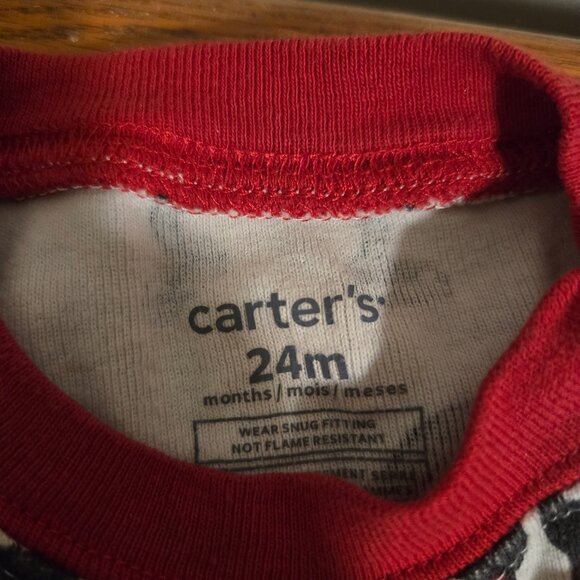 carter's
24m
months / mois / meses
WEAR SNUG FITTING
NOT FLAME RESISTANT